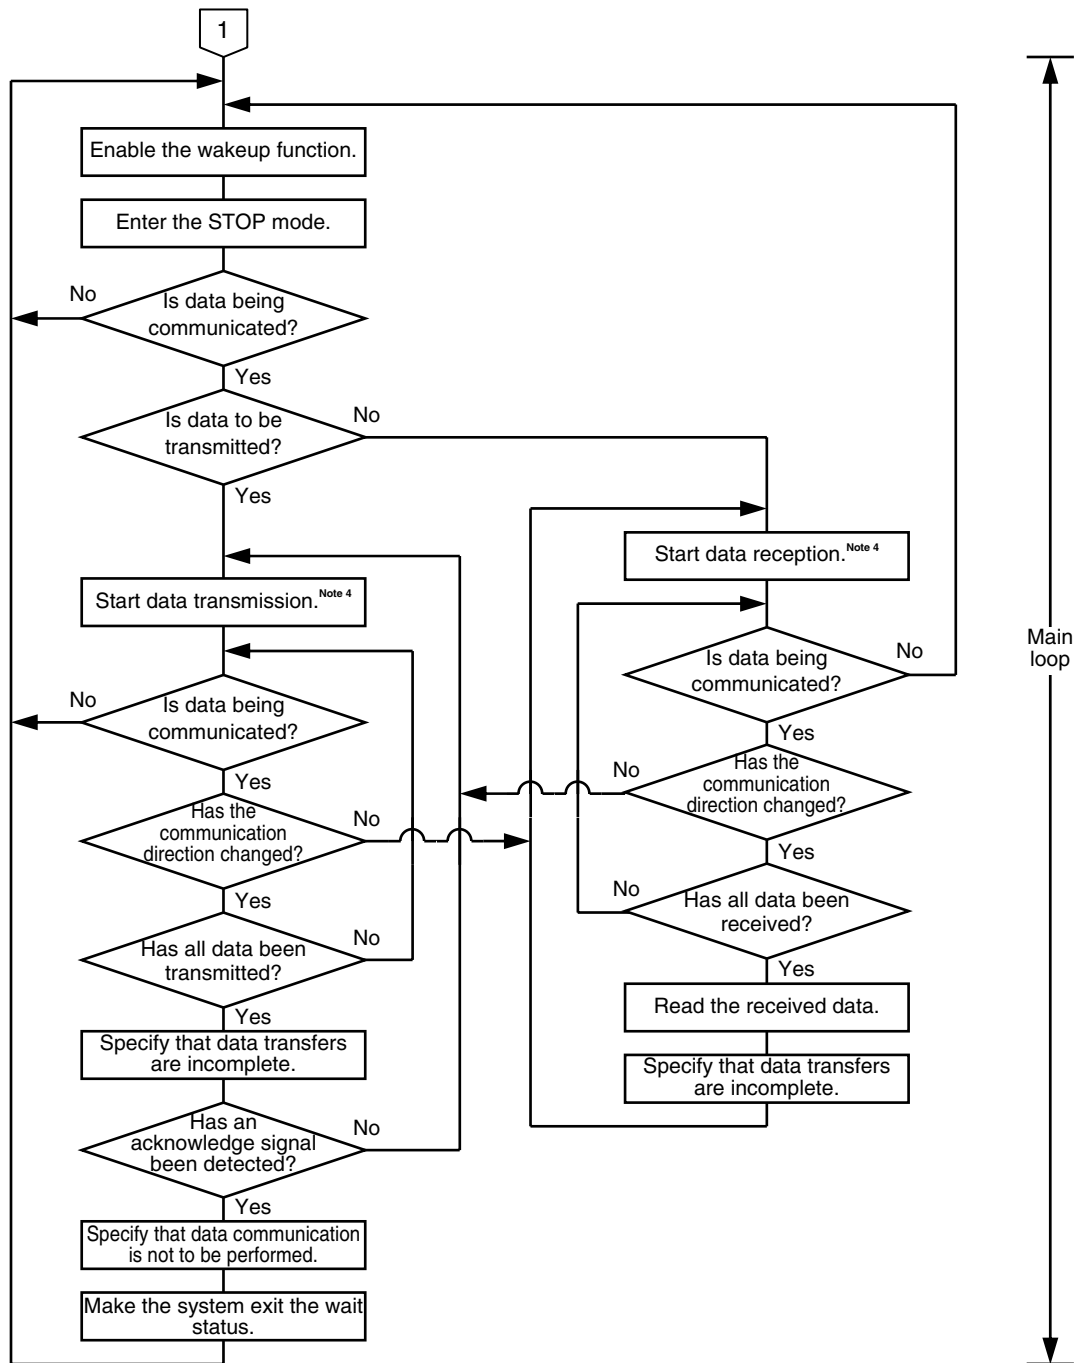 1
Enable the wakeup function.
Enter the STOP mode.
No
Is data being
communicated?
Yes
Is data to be
transmitted?
No
Yes
Start data transmission.Note 4
No
Is data being
communicated?
Yes
Has the
communication
direction changed?
No
Yes
Has all data been
transmitted?
No
Yes
Specify that data transfers
are incomplete.
Has an
acknowledge signal
been detected?
No
Yes
Specify that data communication
is not to be performed.
Make the system exit the wait
status.
Start data reception.Note 4
Is data being
communicated?
No
Yes
No
Has the
communication
direction changed?
Yes
No
Has all data been
received?
Yes
Read the received data.
Specify that data transfers
are incomplete.
Main
loop